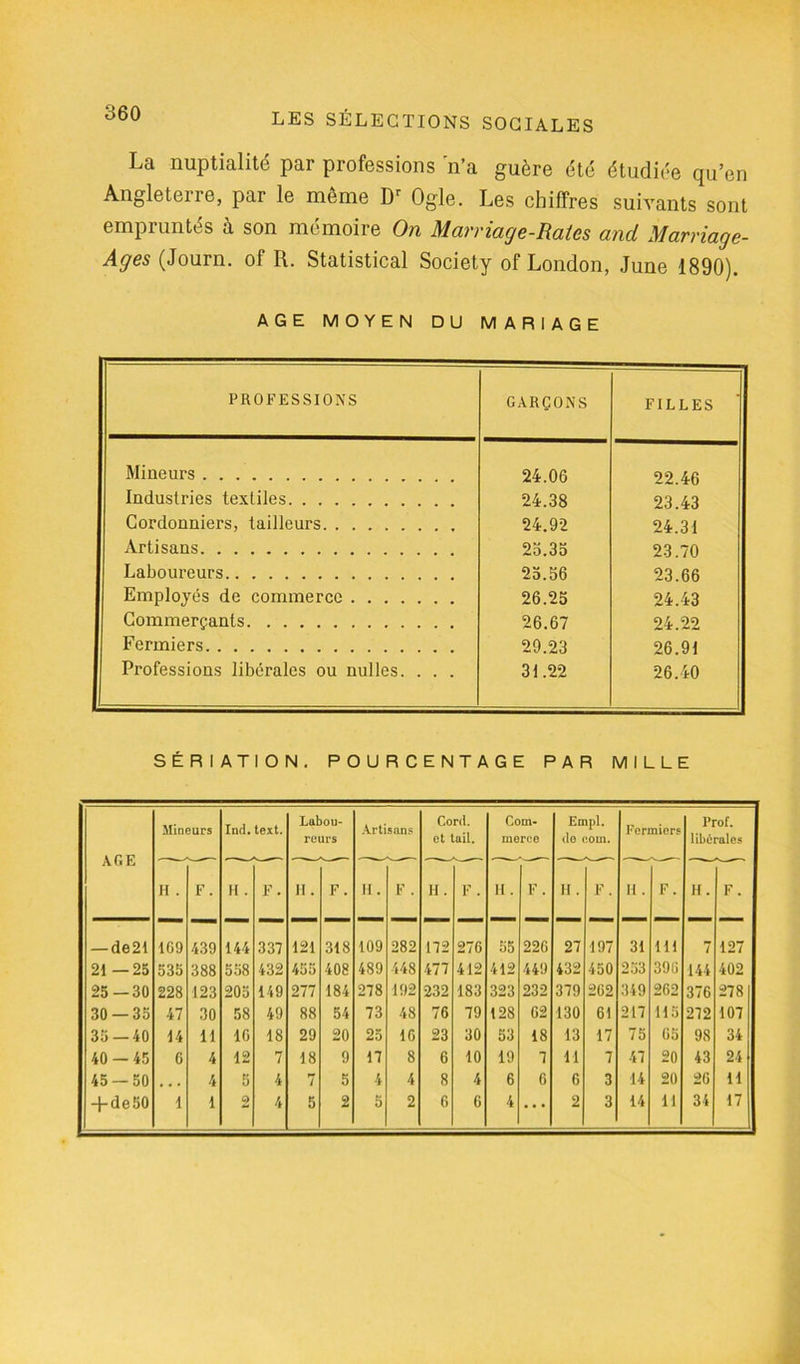 360
LES SÉLECTIONS SOCIALES
La nuptialité par professions n’a guère été étudiée qu’en
Angleterre, par le même Dr Ogle. Les chiffres suivants sont
empruntés à son mémoire On Marriage-Rates and Marriage-
Ages (Journ. of R. Statistical Society of London, June 1890).
AGE MOYEN DU MARIAGE
PROFESSIONS GARÇONS FILLES
Mineurs . . . . . . . . . . . . . . . . 24.06 22.46
Industries textiles. . . . . . . . . . . 24.38 23.43
Cordonniers, tailleurs. . . . . . . . . 24.92 24.31
Artisans. . . . . . . . . . . . . . . . 25.35 23.70
Laboureurs. . . . . . . . . . . . . . . 25.56 23.66
Employés de commerce . . . . . . . 26.25 24.43
Commerçants. . . . . . . . . . . . . 26.67 24.22
Fermiers. . . . . . . . . . . . . . . . 29.23 26.91
Professions libérales ou nulles. . . . 31.22 26.40
SÉRIATION. POURCENTAGE PAR MILLE
AGE Mineurs Ind. text. Labou- Artisans Cord. Com- Empl. Fermiers Prof.
reurs et tail. merce de com. libérales
H. F. H. F. H. F. H. F. H. F. H. F. H. F. H. F. H. F.
—de21 169 439 144 337 121 318 109 282 172 276 55 226 27 197 31 111 7 127
21 — 25 535 388 558 432 455 408 489 448 477 412 412 449 432 450 253 396 144 402
25 — 30 228 123 205 149 277 184 278 192 232 183 323 232 379 262 349 262 376 278
30 — 35 47 30 58 49 88 54 73 48 76 79 128 62 130 61 217 115 272 107
35 — 40 14 11 16 18 29 20 25 16 23 30 53 18 13 17 75 65 98 34
40 — 45 6 4 12 7 18 9 17 8 6 10 19 7 11 7 47 20 43 24
45 — 50 ... 4 5 4 7 5 4 4 8 4 6 6 6 3 14 20 26 11
+de50 1 1 2 4 5 2 5 2 6 6 4 ... 2 3 14 11 34 17